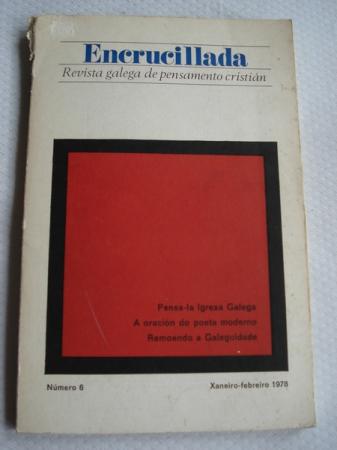 Encrucillada
Revista galega de pensamento cristián
Pensa-la Igrexa Galega
A oración do poeta moderno
Remoendo a Galeguidade
Número 6 Xaneiro-febreiro 1978